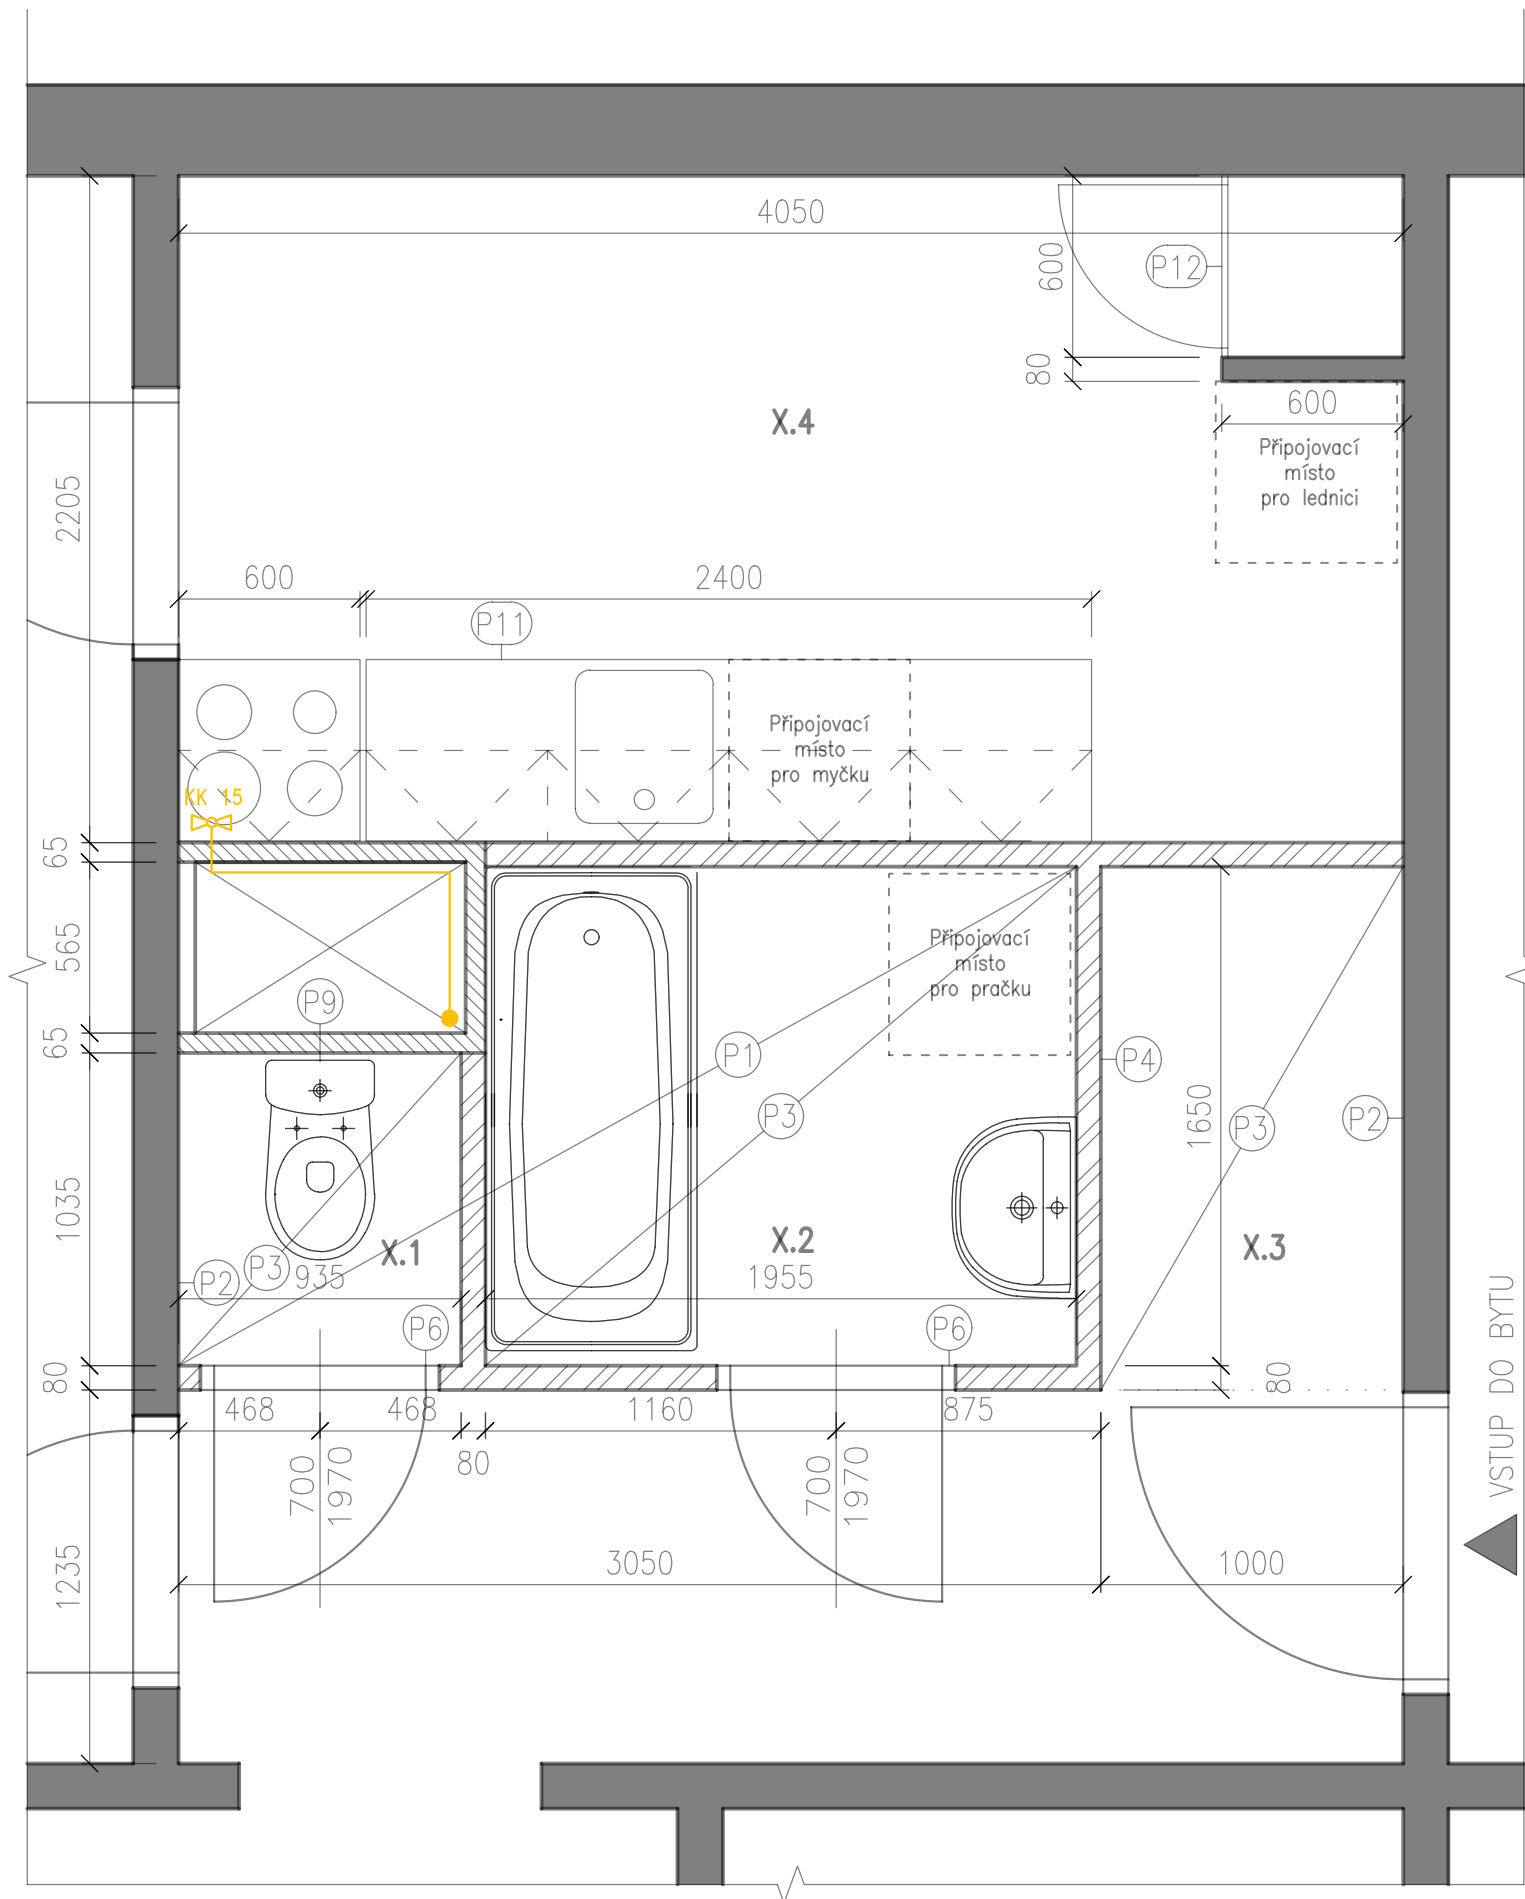 4050
600
P12
80
X.4
600
Připojovací
místo
pro lednici
2205
600
2400
P11
Připojovací
místo
pro myčku
KK 15
65
565
65
P9
Připojovací
místo
pro pračku
P1
P4
P3
1650
P3
P2
1035
X.1
X.2
X.3
P2
P3
935
1955
P6
P6
80
80
468
468
1160
875
80
700
1970
700
1970
VSTUP DO BYTU
1235
3050
1000